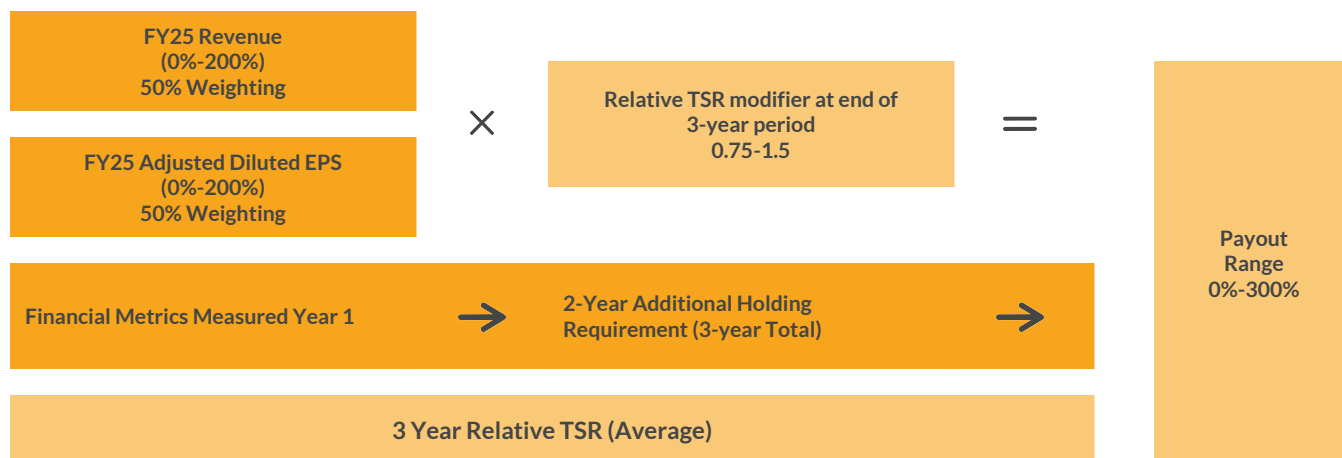 FY25 Revenue
(0%-200%)
50% Weighting
FY25 Adjusted Diluted EPS
(0%-200%)
50% Weighting
×
Relative TSR modifier at end of
3-year period
0.75-1.5
=
Financial Metrics Measured Year 1
2-Year Additional Holding
Requirement (3-year Total)
3 Year Relative TSR (Average)
Payout
Range
0%-300%